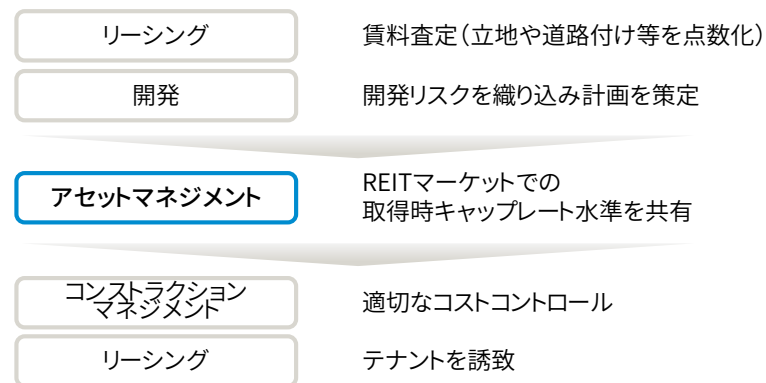 リーシング
賃料査定（立地や道路付け等を点数化）
開発
開発リスクを織り込み計画を策定
アセットマネジメント
REITマーケットでの
取得時キャップレート水準を共有
コンストラクション
マネジメント
適切なコストコントロール
リーシング
テナントを誘致